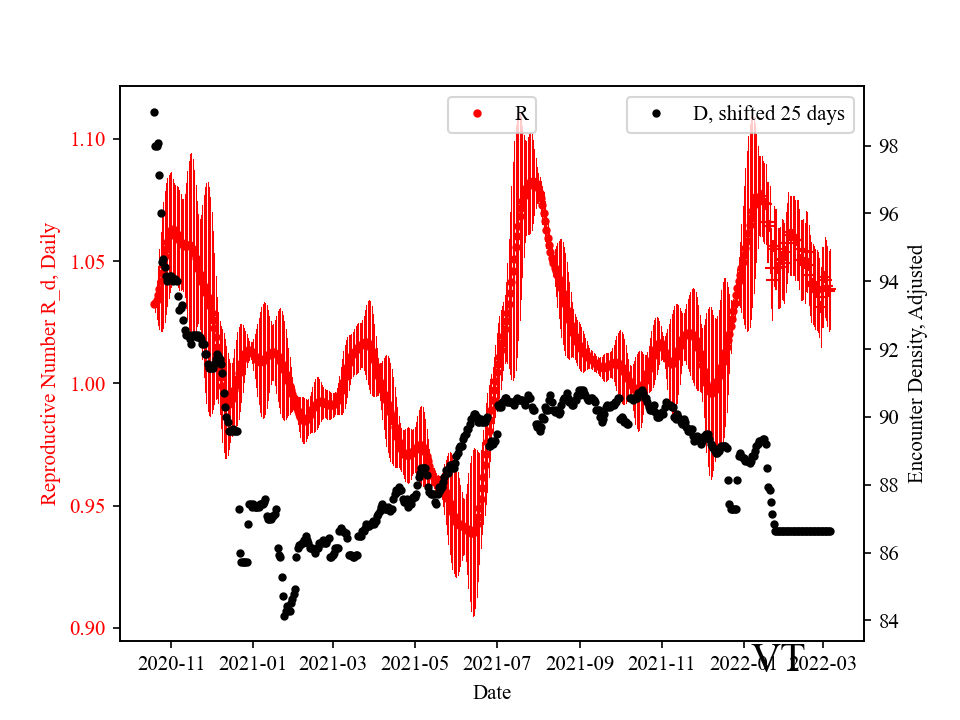 R
D, shifted 25 days
1.10
1.05
1.00
0.95
0.90
Reproductive Number R_d, Daily
98
96
94
92
90
88
86
84
Encounter Density, Adjusted
2020-11 2021-01 2021-03 2021-05 2021-07 2021-09 2021-11 2022-01 2022-03
VT
Date